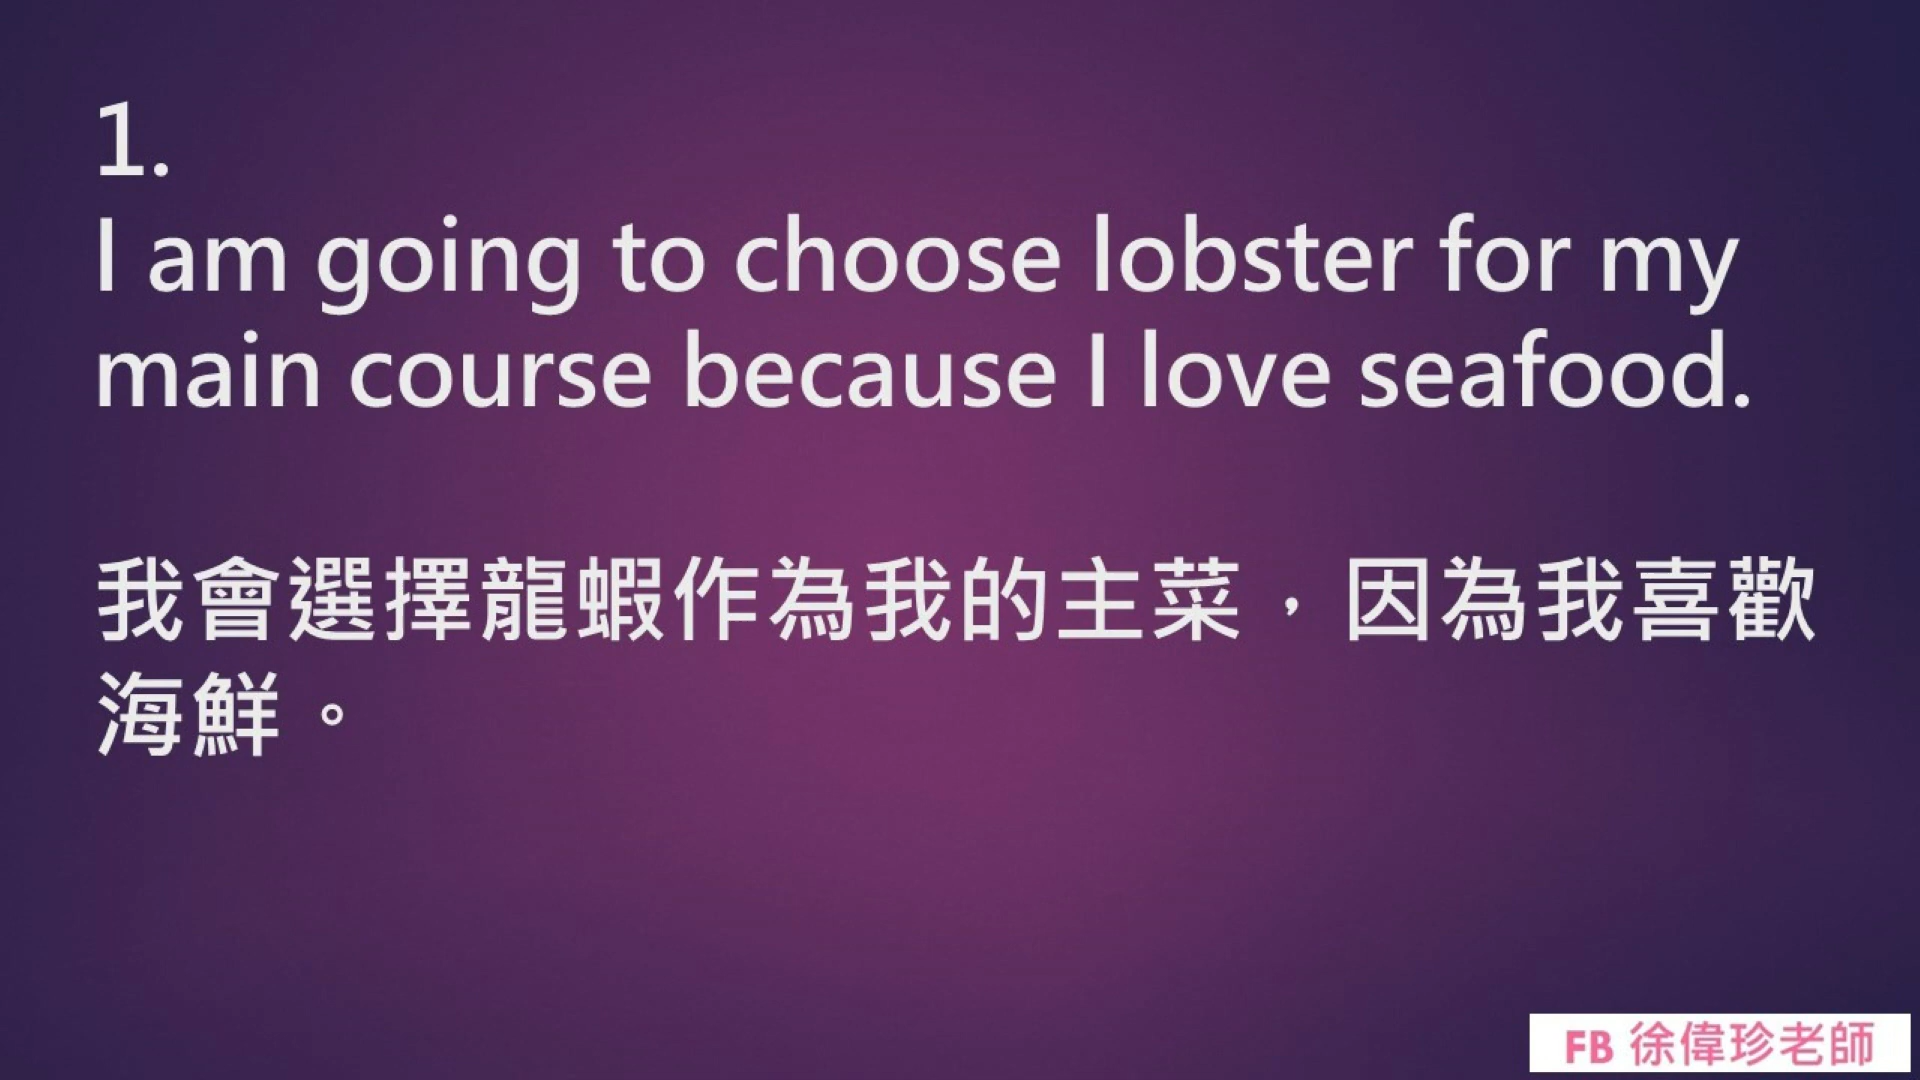 1.
I am going to choose lobster for my
main course because I love seafood.
我會選擇龍蝦作為我的主菜，因為我喜歡
海鮮。
FB 徐偉珍老師